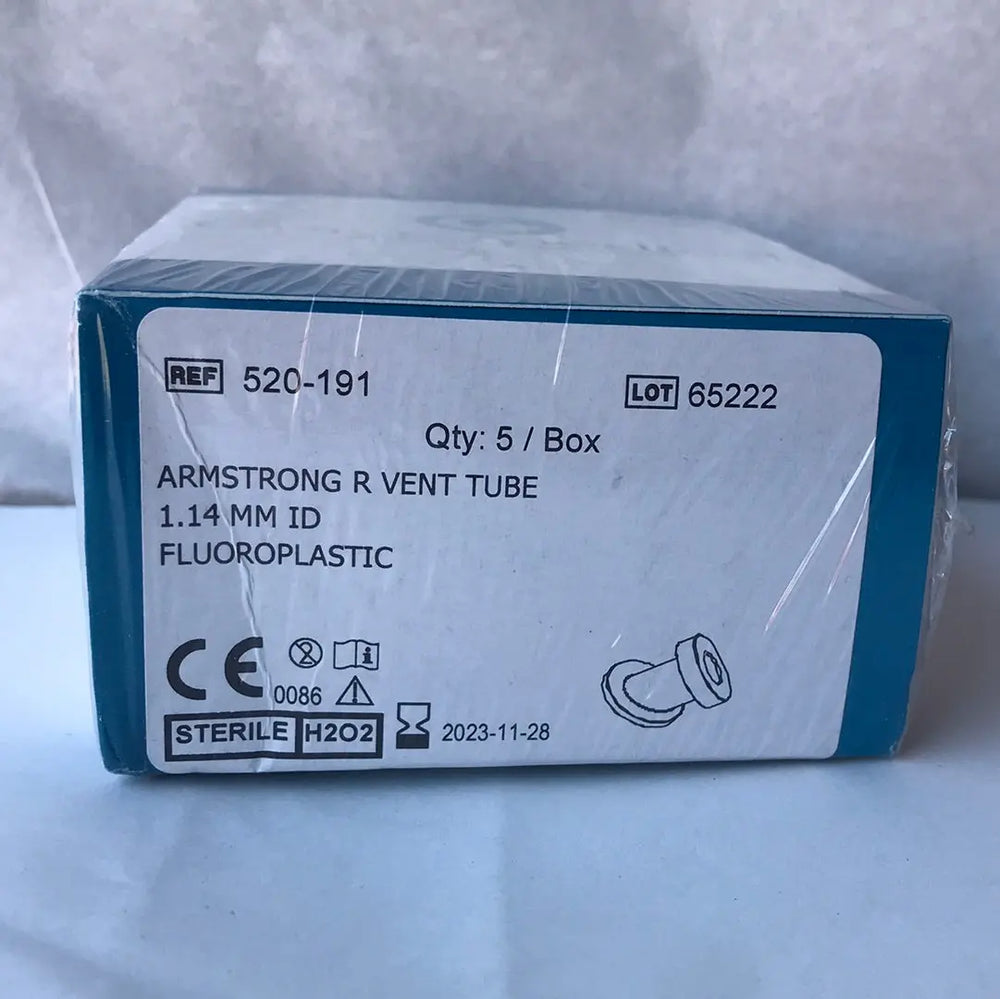 REF 520-191
LOT 65222
Qty: 5 / Box
ARMSTRONG R VENT TUBE
1.14 MM ID
FLUOROPLASTIC
CE 0086
STERILE H2O2
2023-11-28